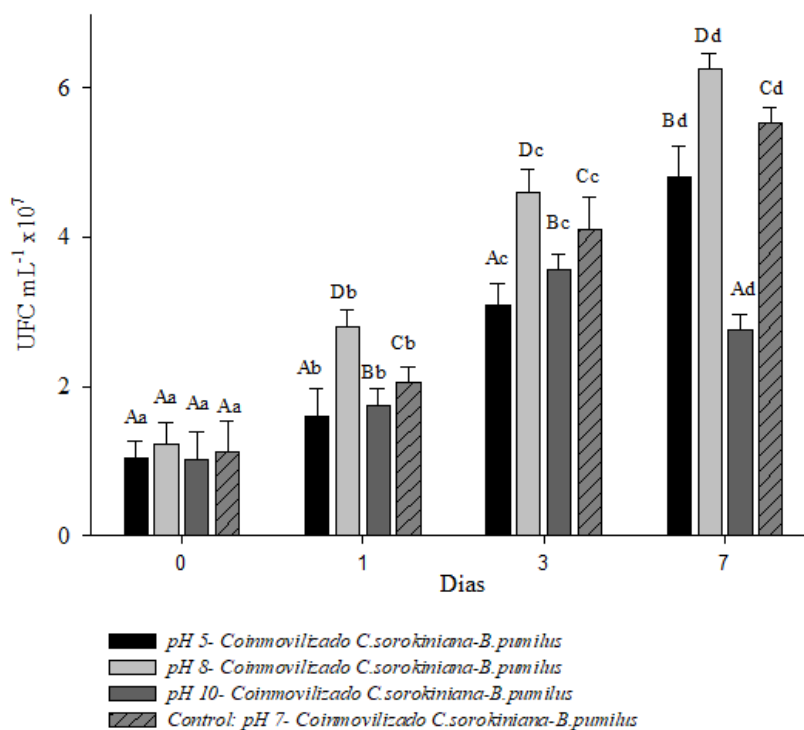 UFC mL⁻¹ x10⁷
6
4
2
0
Aa Aa Aa Aa
Ab Db Bb Cb
Ac Dc Bc Cc
Bd Dd Ad Cd
0 1 3 7
Dias
pH 5- Coinmovilizado C.sorokiniana-B.pumilus
pH 8- Coinmovilizado C.sorokiniana-B.pumilus
pH 10- Coinmovilizado C.sorokiniana-B.pumilus
Control: pH 7- Coinmovilizado C.sorokiniana-B.pumilus